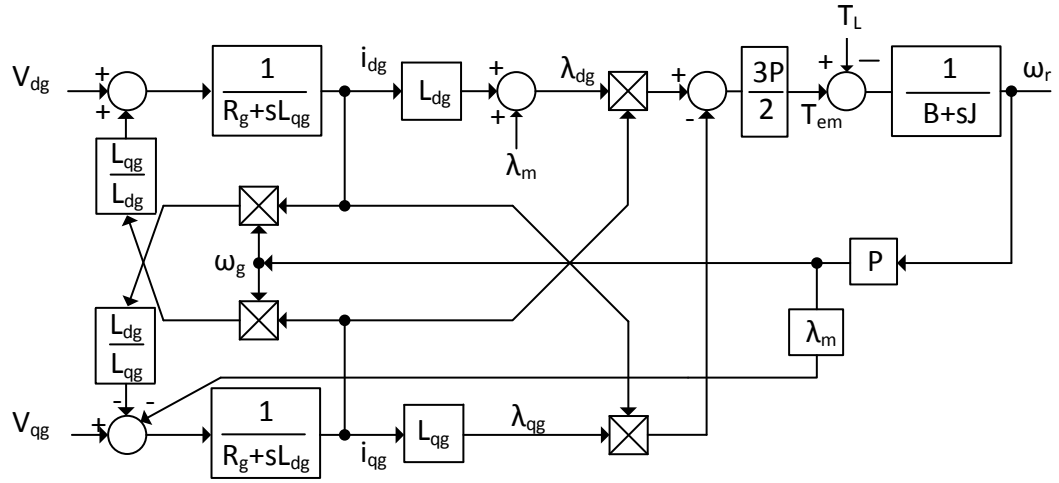 T_L
V_dg
+
+
1
R_g+sL_qg
i_dg
L_dg
+
+
λ_m
λ_dg
+
-
3P
2
T_em
+
−
1
B+sJ
ω_r
L_qg
L_dg
ω_g
P
λ_m
L_dg
L_qg
-
-
V_qg
+
1
R_g+sL_dg
i_qg
L_qg
λ_qg